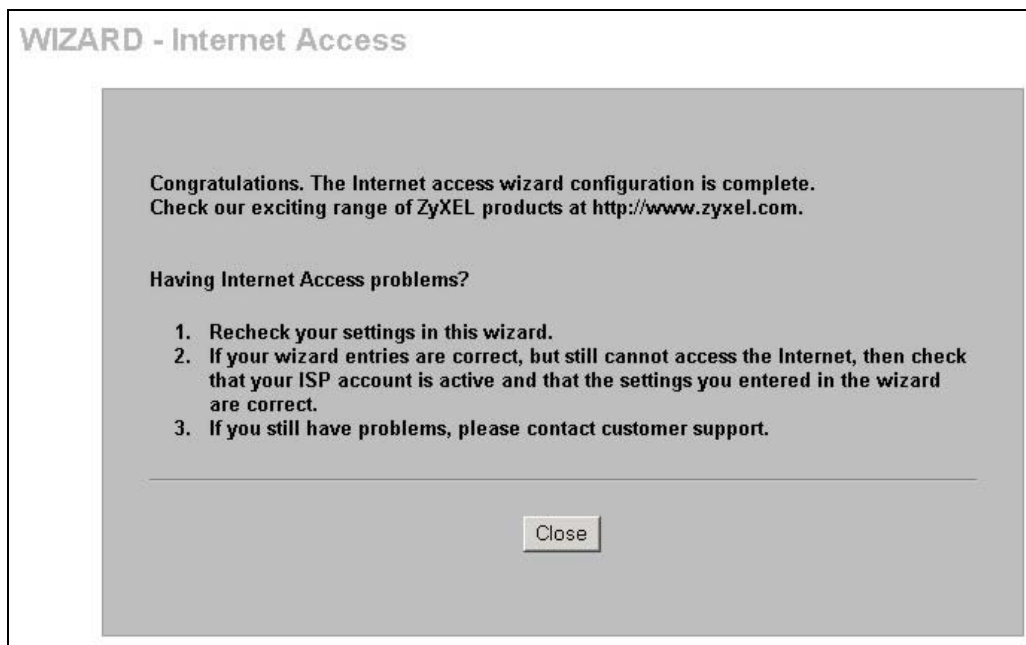 WIZARD - Internet Access
Congratulations. The Internet access wizard configuration is complete.
Check our exciting range of ZyXEL products at http://www.zyxel.com.
Having Internet Access problems?
1. Recheck your settings in this wizard.
2. If your wizard entries are correct, but still cannot access the Internet, then check
that your ISP account is active and that the settings you entered in the wizard
are correct.
3. If you still have problems, please contact customer support.
Close